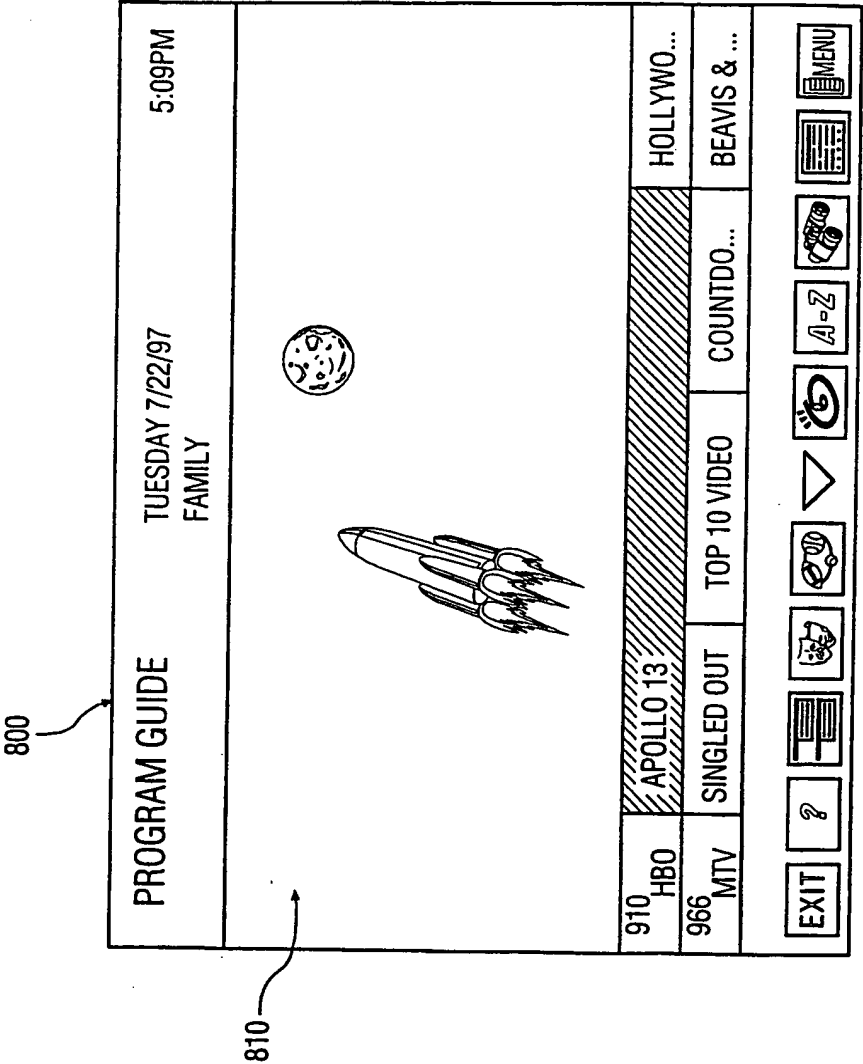 800
PROGRAM GUIDE TUESDAY 7/22/97 5:09PM
FAMILY
810
910 HBO APOLLO 13 HOLLYWO...
966 MTV SINGLED OUT TOP 10 VIDEO COUNTDO... BEAVIS & ...
EXIT ? A-Z MENU